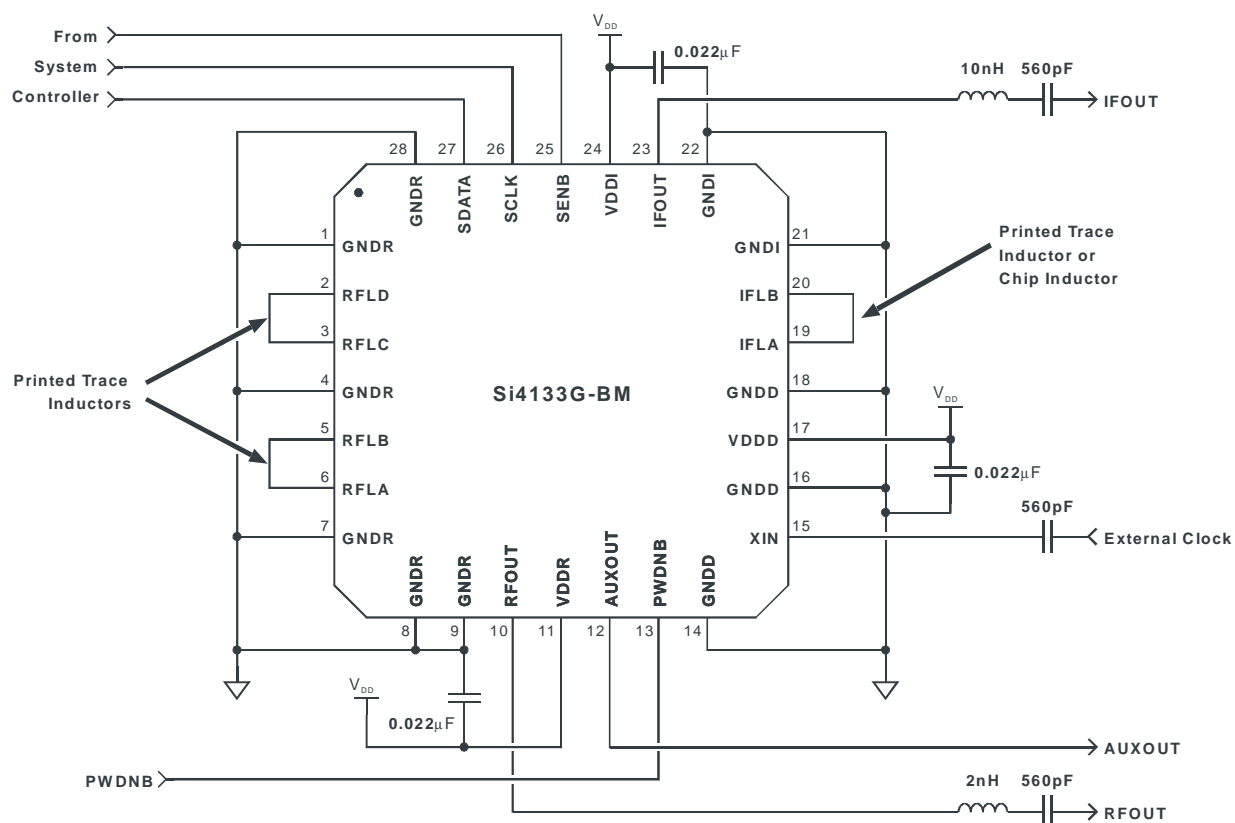 From
System
Controller
V_DD
0.022µF
10nH 560pF
IFOUT
28 27 26 25 24 23 22
GNDR SDATA SCLK SENB VDDI IFOUT GNDI
1 GNDR
2 RFLD
3 RFLC
4 GNDR
5 RFLB
6 RFLA
7 GNDR
Printed Trace
Inductors
Si4133G-BM
GNDI 21
IFLB 20
IFLA 19
GNDD 18
VDDD 17
GNDD 16
XIN 15
Printed Trace
Inductor or
Chip Inductor
V_DD
0.022µF
560pF
External Clock
GNDR GNDR RFOUT VDDR AUXOUT PWDNB GNDD
8 9 10 11 12 13 14
V_DD
0.022µF
AUXOUT
PWDNB
2nH 560pF
RFOUT